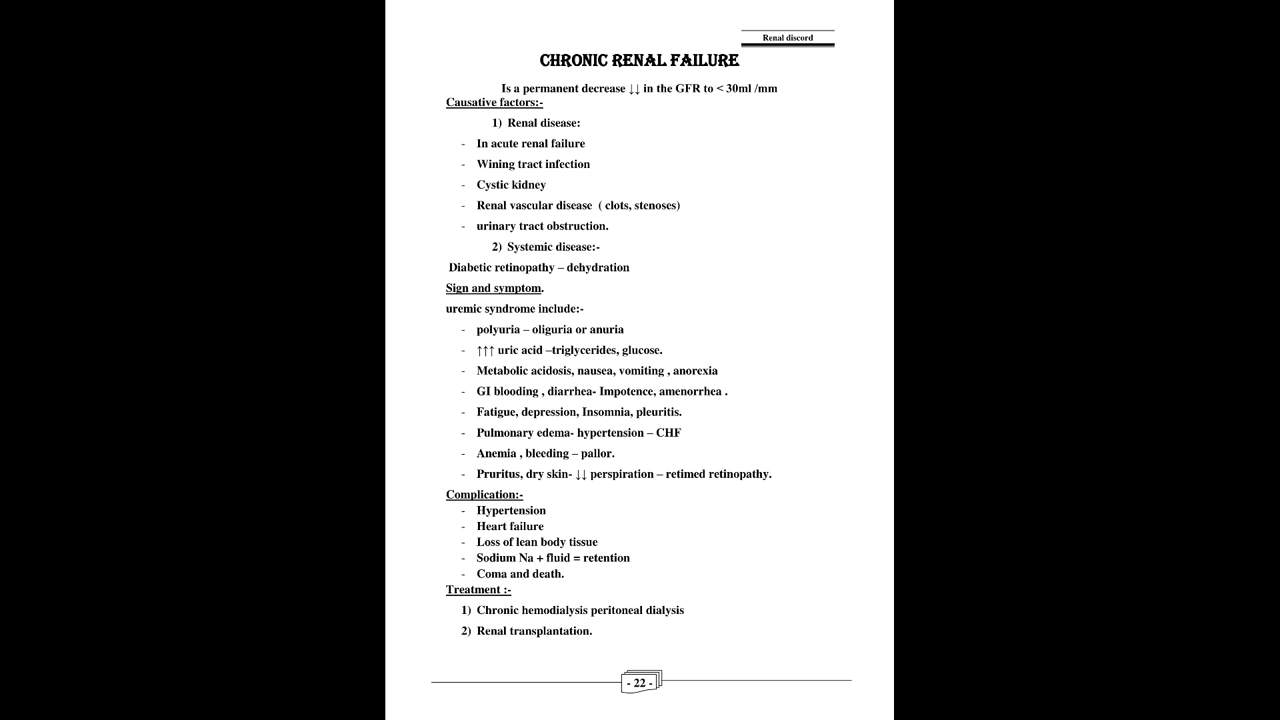 Renal discord
CHRONIC RENAL FAILURE
Is a permanent decrease ↓↓ in the GFR to < 30ml /mm
Causative factors:-
1) Renal disease:
- In acute renal failure
- Wining tract infection
- Cystic kidney
- Renal vascular disease ( clots, stenoses)
- urinary tract obstruction.
2) Systemic disease:-
Diabetic retinopathy – dehydration
Sign and symptom.
uremic syndrome include:-
- polyuria – oliguria or anuria
- ↑↑↑ uric acid –triglycerides, glucose.
- Metabolic acidosis, nausea, vomiting , anorexia
- GI blooding , diarrhea- Impotence, amenorrhea .
- Fatigue, depression, Insomnia, pleuritis.
- Pulmonary edema- hypertension – CHF
- Anemia , bleeding – pallor.
- Pruritus, dry skin- ↓↓ perspiration – retimed retinopathy.
Complication:-
- Hypertension
- Heart failure
- Loss of lean body tissue
- Sodium Na + fluid = retention
- Coma and death.
Treatment :-
1) Chronic hemodialysis peritoneal dialysis
2) Renal transplantation.
- 22 -